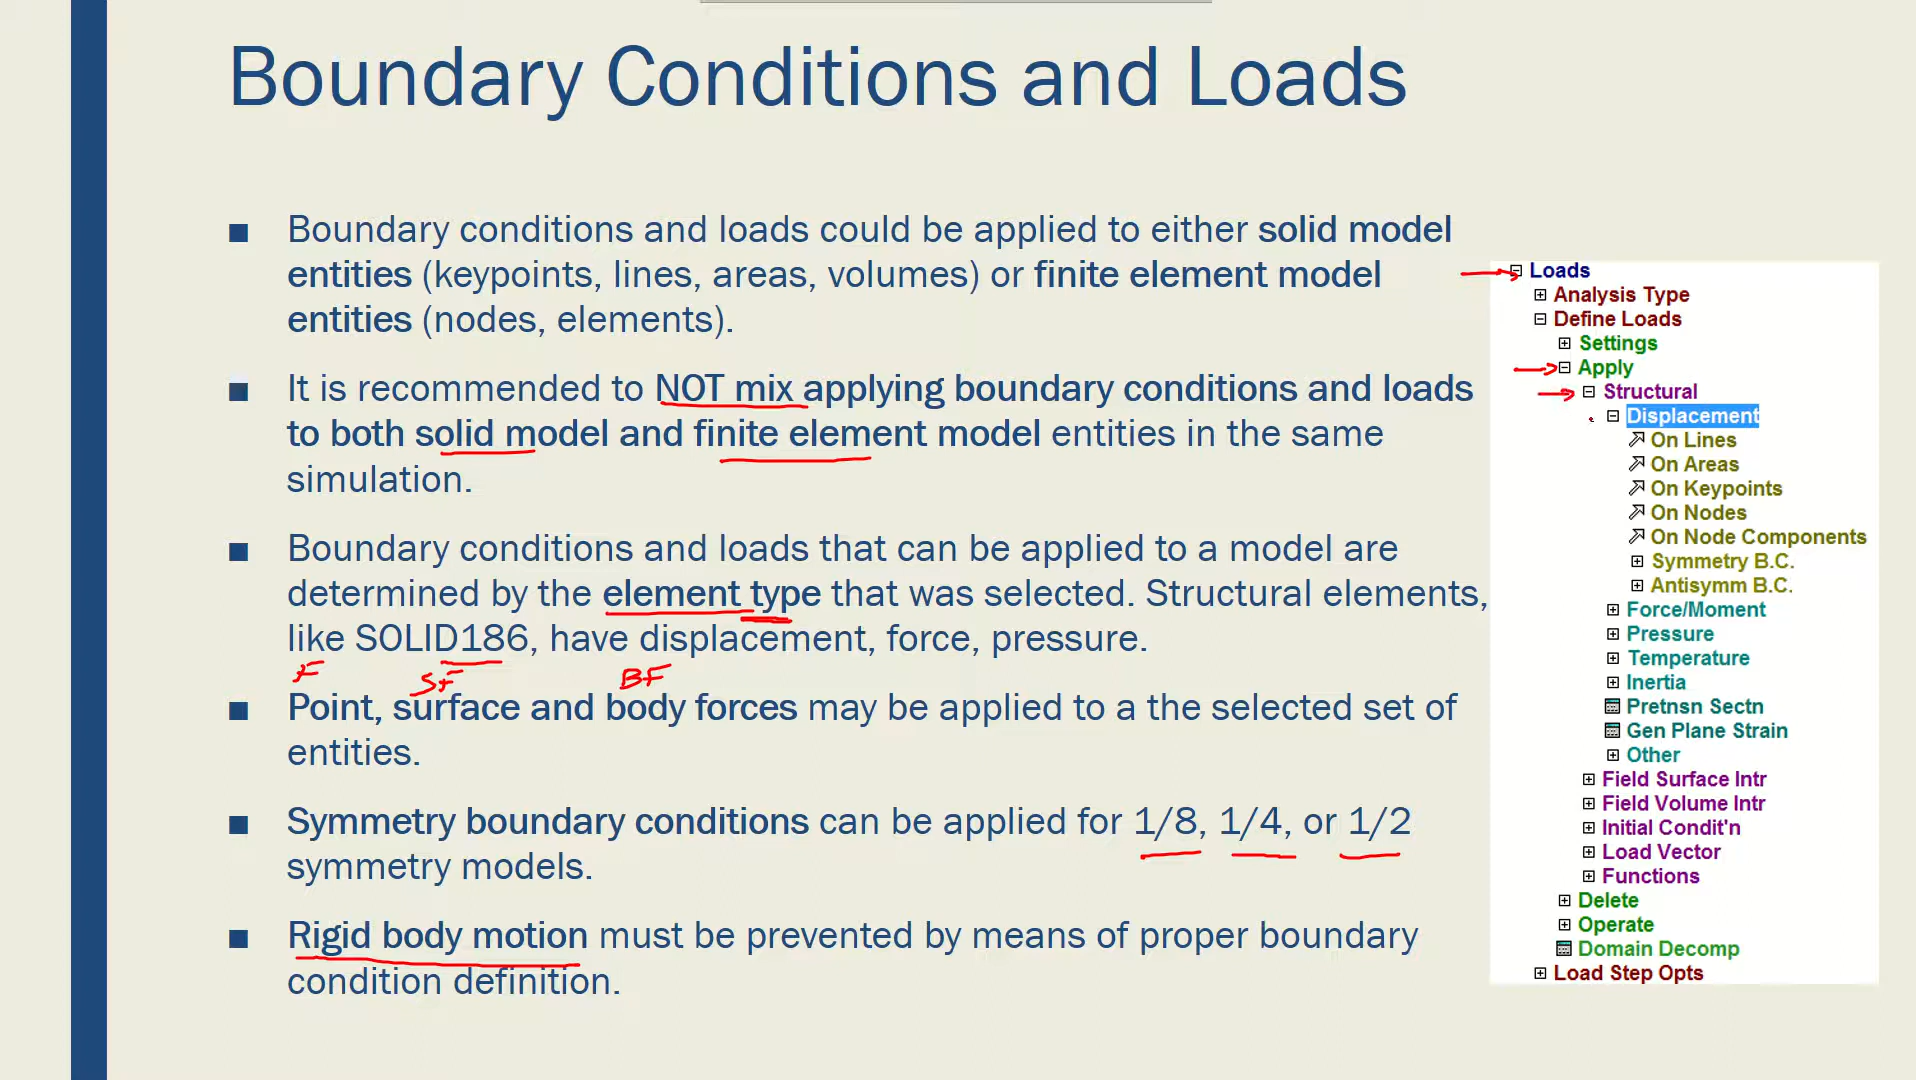 Boundary Conditions and Loads
■ Boundary conditions and loads could be applied to either solid model
entities (keypoints, lines, areas, volumes) or finite element model
entities (nodes, elements).
■ It is recommended to NOT mix applying boundary conditions and loads
to both solid model and finite element model entities in the same
simulation.
■ Boundary conditions and loads that can be applied to a model are
determined by the element type that was selected. Structural elements,
like SOLID186, have displacement, force, pressure.
F SF BF
■ Point, surface and body forces may be applied to a the selected set of
entities.
■ Symmetry boundary conditions can be applied for 1/8, 1/4, or 1/2
symmetry models.
■ Rigid body motion must be prevented by means of proper boundary
condition definition.
Loads
Analysis Type
Define Loads
Settings
Apply
Structural
Displacement
On Lines
On Areas
On Keypoints
On Nodes
On Node Components
Symmetry B.C.
Antisymm B.C.
Force/Moment
Pressure
Temperature
Inertia
Pretnsn Sectn
Gen Plane Strain
Other
Field Surface Intr
Field Volume Intr
Initial Condit'n
Load Vector
Functions
Delete
Operate
Domain Decomp
Load Step Opts